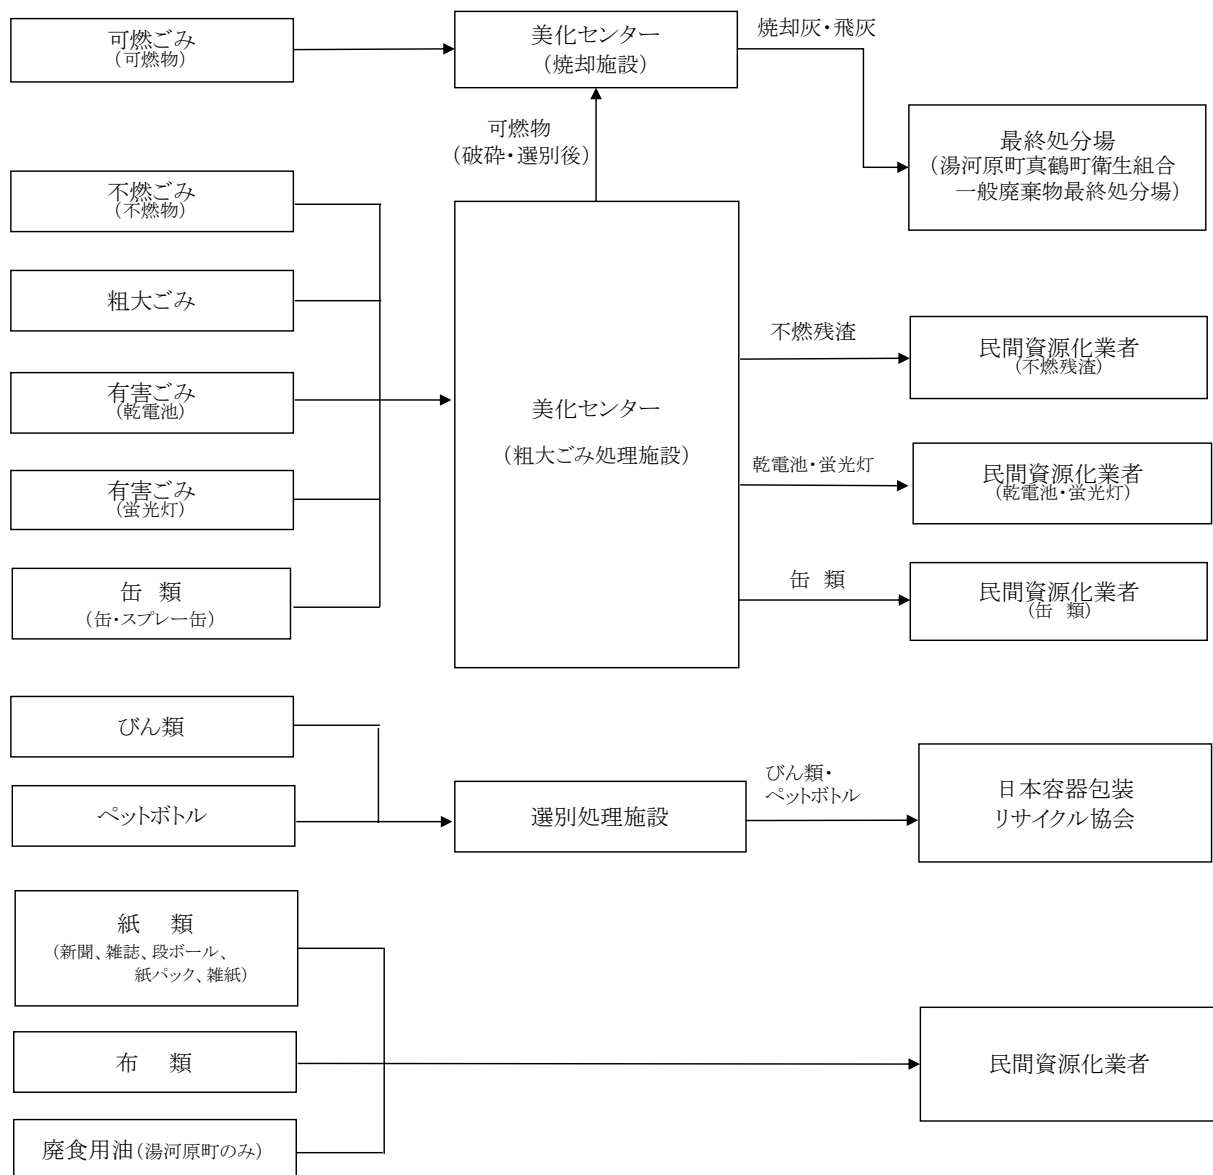 可燃ごみ
(可燃物)
美化センター
(焼却施設)
焼却灰・飛灰
可燃物
(破砕・選別後)
最終処分場
(湯河原町真鶴町衛生組合
一般廃棄物最終処分場)
不燃ごみ
(不燃物)
粗大ごみ
有害ごみ
(乾電池)
有害ごみ
(蛍光灯)
缶 類
(缶・スプレー缶)
美化センター
(粗大ごみ処理施設)
不燃残渣
民間資源化業者
(不燃残渣)
乾電池・蛍光灯
民間資源化業者
(乾電池・蛍光灯)
缶 類
民間資源化業者
(缶 類)
びん類
ペットボトル
選別処理施設
びん類・
ペットボトル
日本容器包装
リサイクル協会
紙 類
(新聞、雑誌、段ボール、
紙パック、雑紙)
布 類
廃食用油(湯河原町のみ)
民間資源化業者